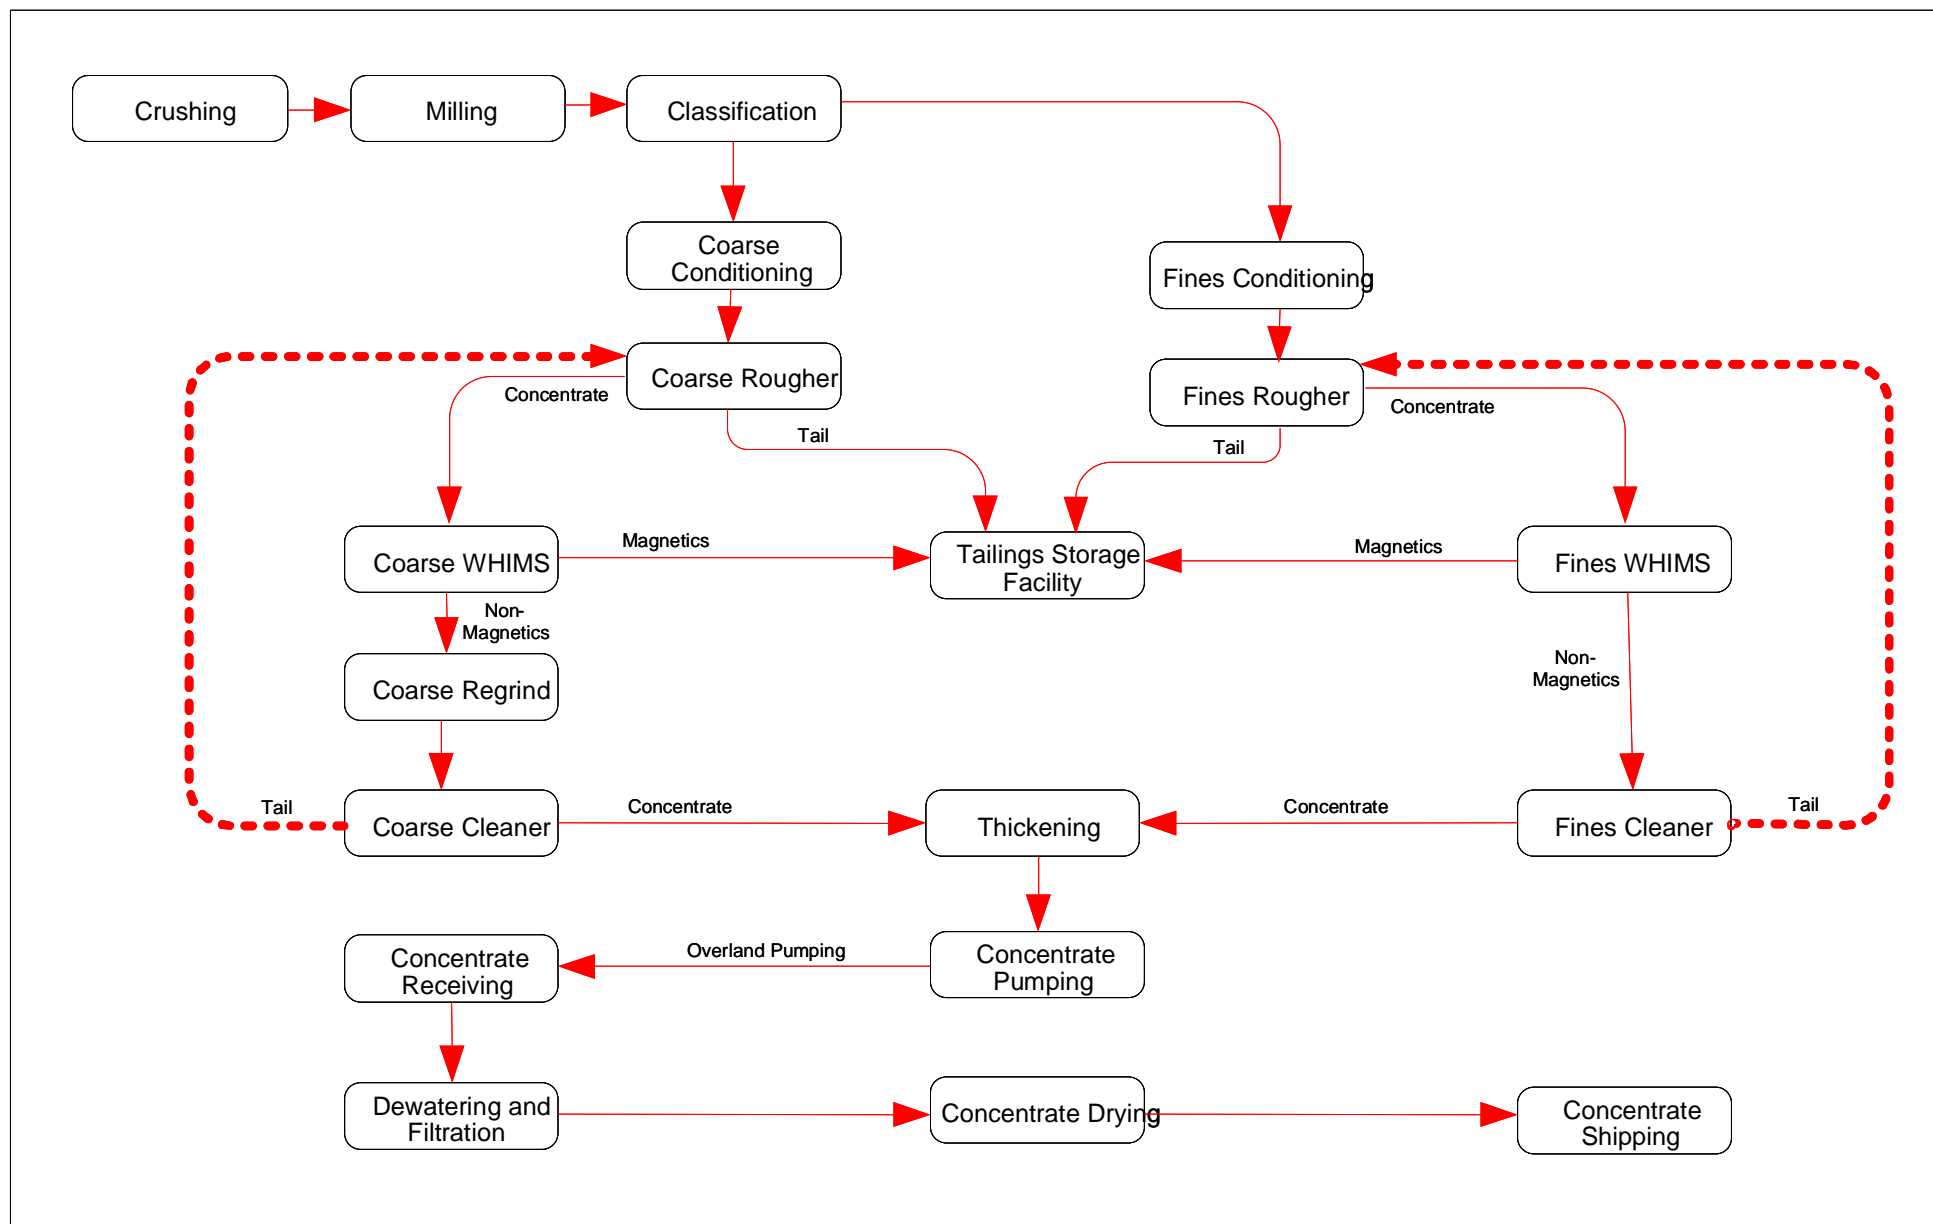 Crushing
Milling
Classification
Coarse
Conditioning
Fines Conditioning
Coarse Rougher
Fines Rougher
Concentrate
Concentrate
Tail
Tail
Coarse WHIMS
Magnetics
Tailings Storage
Facility
Magnetics
Fines WHIMS
Non-
Magnetics
Non-
Magnetics
Coarse Regrind
Tail
Coarse Cleaner
Concentrate
Thickening
Concentrate
Fines Cleaner
Tail
Concentrate
Receiving
Overland Pumping
Concentrate
Pumping
Dewatering and
Filtration
Concentrate Drying
Concentrate
Shipping